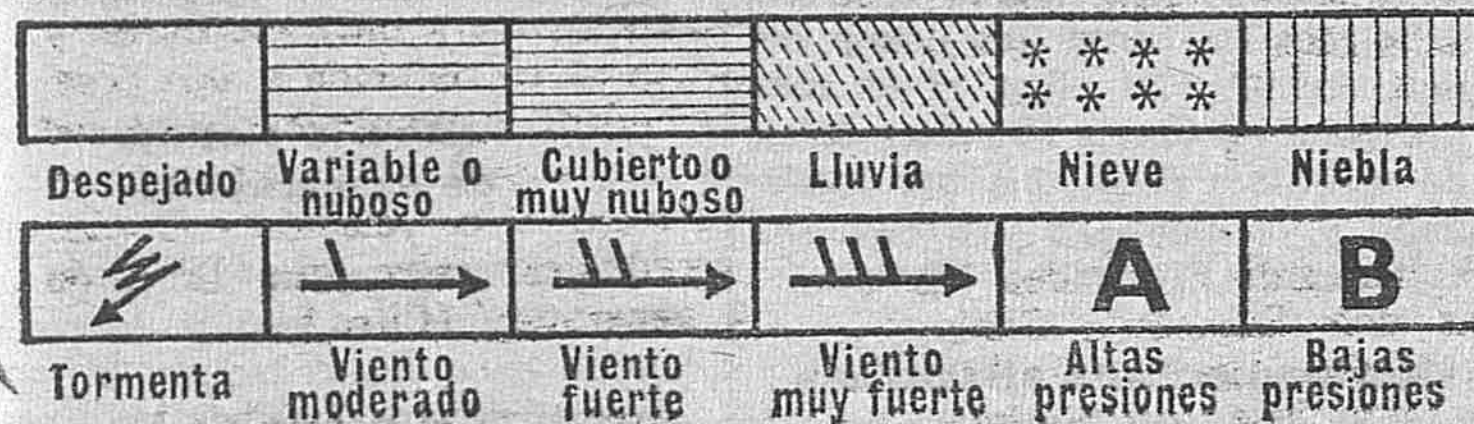 Despejado
Variable o
nuboso
Cubierto o
muy nuboso
Lluvia
Nieve
Niebla
A
B
Tormenta
Viento
moderado
Viento
fuerte
Viento
muy fuerte
Altas
presiones
Bajas
presiones